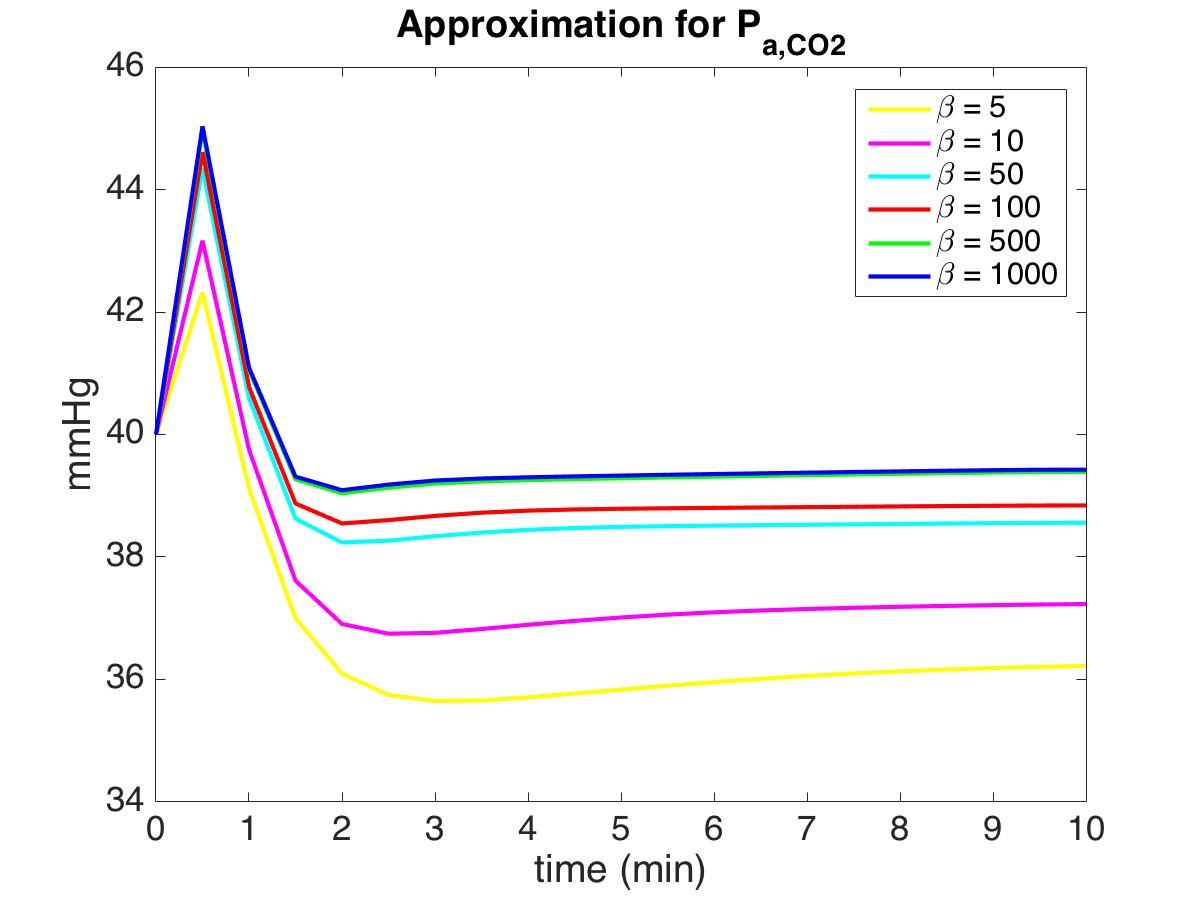 Approximation for P a,CO2
46
44
42
40
38
36
34
mmHg
β = 5
β = 10
β = 50
β = 100
β = 500
β = 1000
0 1 2 3 4 5 6 7 8 9 10
time (min)